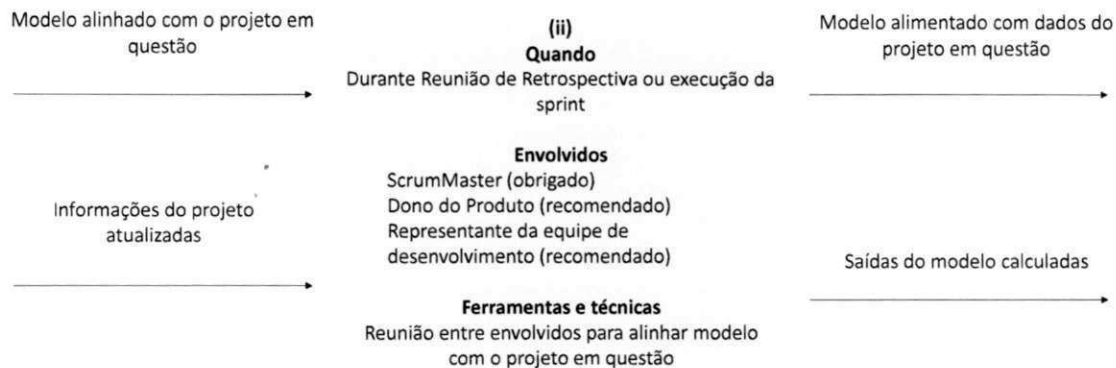 Modelo alinhado com o projeto em
questão
(ii)
Quando
Durante Reunião de Retrospectiva ou execução da
sprint
Modelo alimentado com dados do
projeto em questão
Informações do projeto
atualizadas
Envolvidos
ScrumMaster (obrigado)
Dono do Produto (recomendado)
Representante da equipe de
desenvolvimento (recomendado)
Saídas do modelo calculadas
Ferramentas e técnicas
Reunião entre envolvidos para alinhar modelo
com o projeto em questão